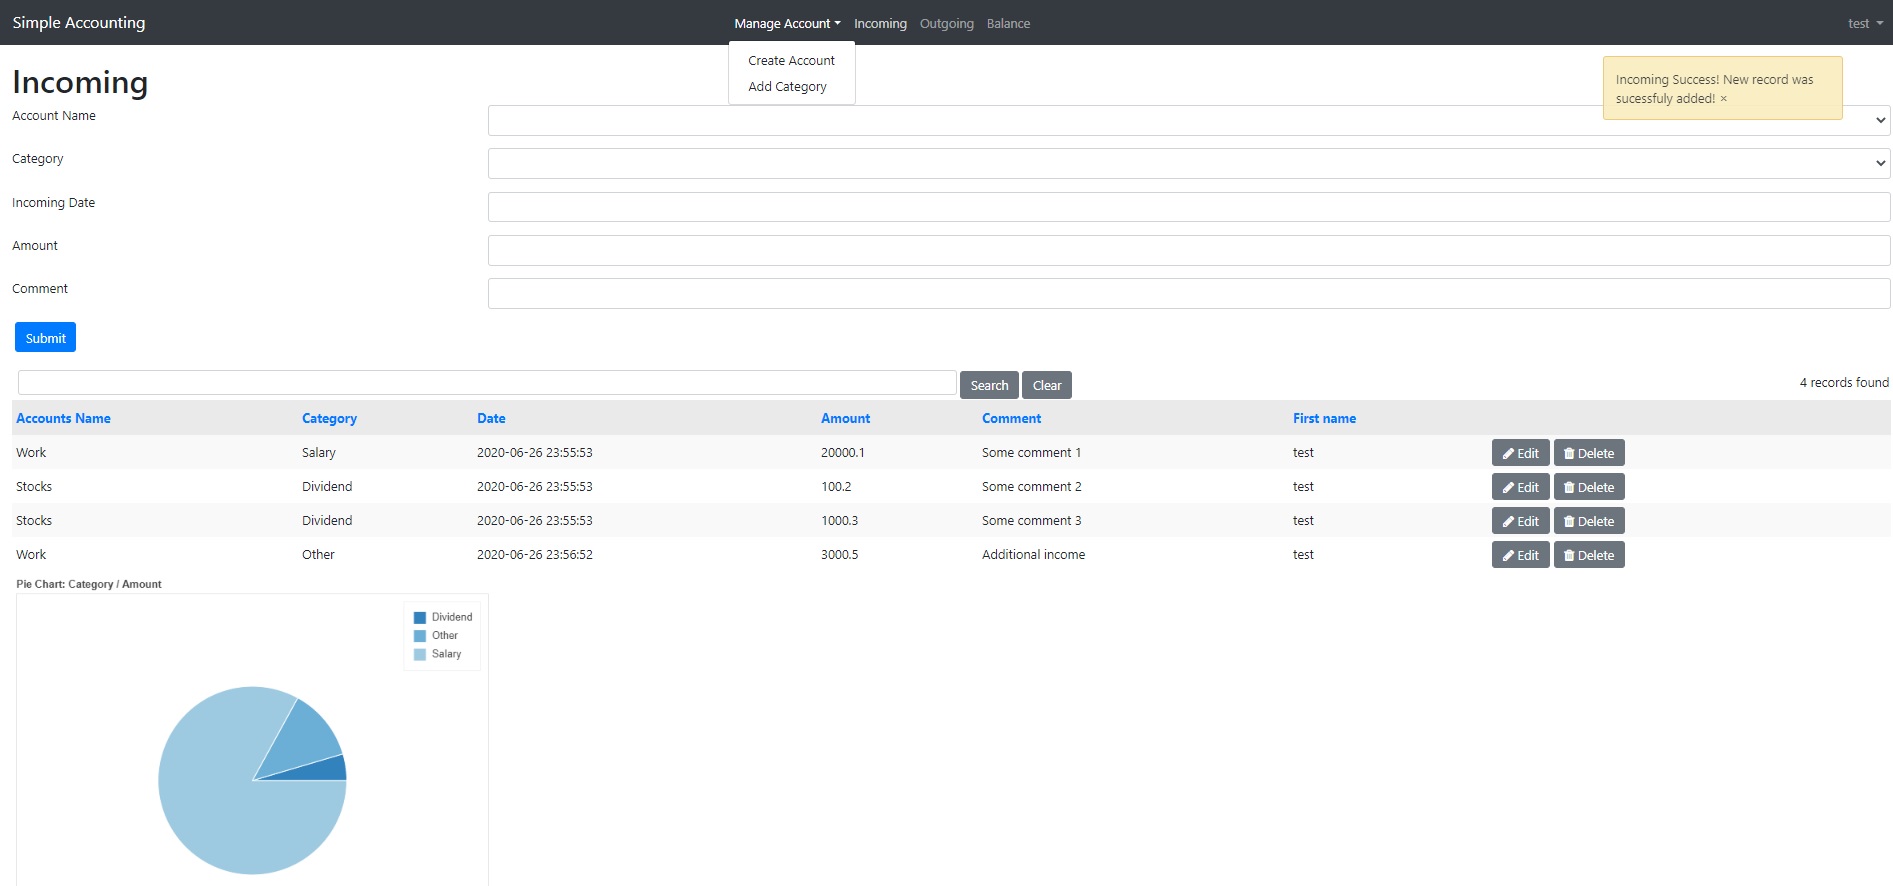 Simple Accounting
Manage Account Incoming Outgoing Balance
test
Create Account
Add Category
Incoming
Incoming Success! New record was
sucessfuly added! ×
Account Name
Category
Incoming Date
Amount
Comment
Submit
Search Clear
4 records found
Accounts Name Category Date Amount Comment First name
Work Salary 2020-06-26 23:55:53 20000.1 Some comment 1 test Edit Delete
Stocks Dividend 2020-06-26 23:55:53 100.2 Some comment 2 test Edit Delete
Stocks Dividend 2020-06-26 23:55:53 1000.3 Some comment 3 test Edit Delete
Work Other 2020-06-26 23:56:52 3000.5 Additional income test Edit Delete
Pie Chart: Category / Amount
Dividend
Other
Salary